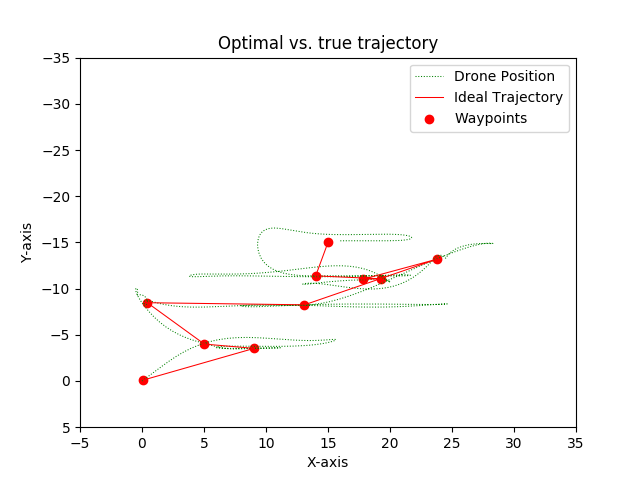 Optimal vs. true trajectory
Drone Position
Ideal Trajectory
Waypoints
Y-axis
−35
−30
−25
−20
−15
−10
−5
0
5
−5 0 5 10 15 20 25 30 35
X-axis